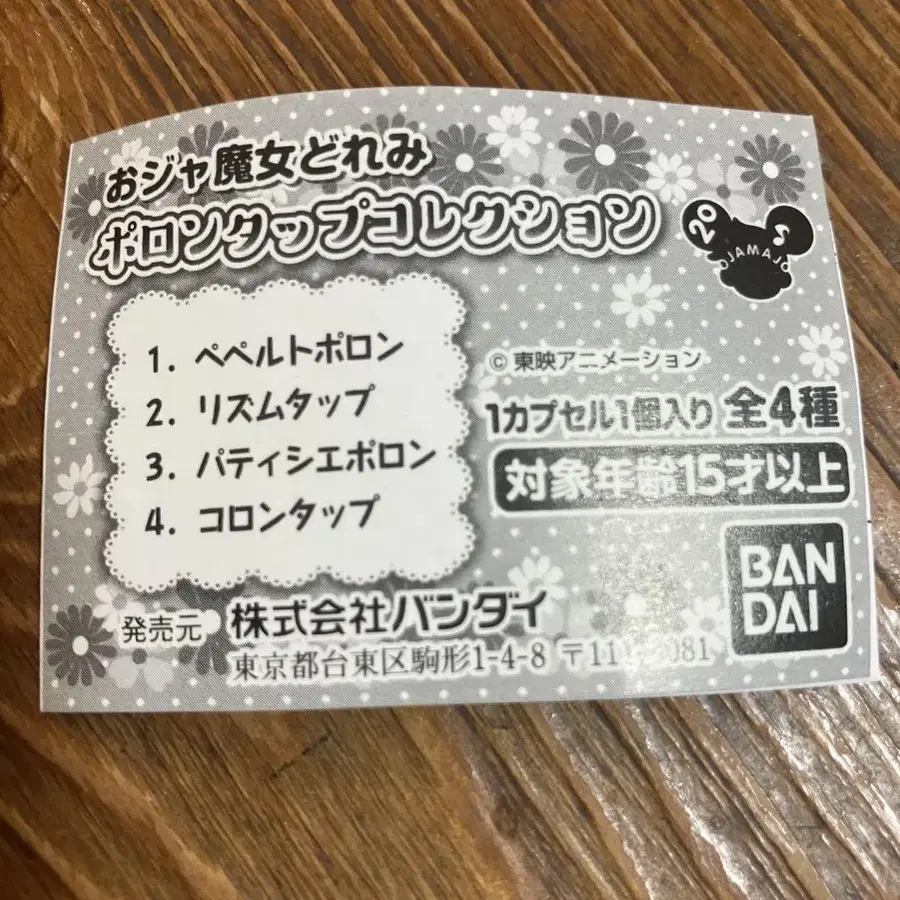 おジャ魔女どれみ
ポロンタップコレクション
20
OJAMAJO
1. ペペルトポロン
2. リズムタップ
3. パティシエポロン
4. コロンタップ
© 東映アニメーション
1カプセル1個入り 全4種
対象年齢15才以上
発売元 株式会社バンダイ
東京都台東区駒形1-4-8
BAN
DAI